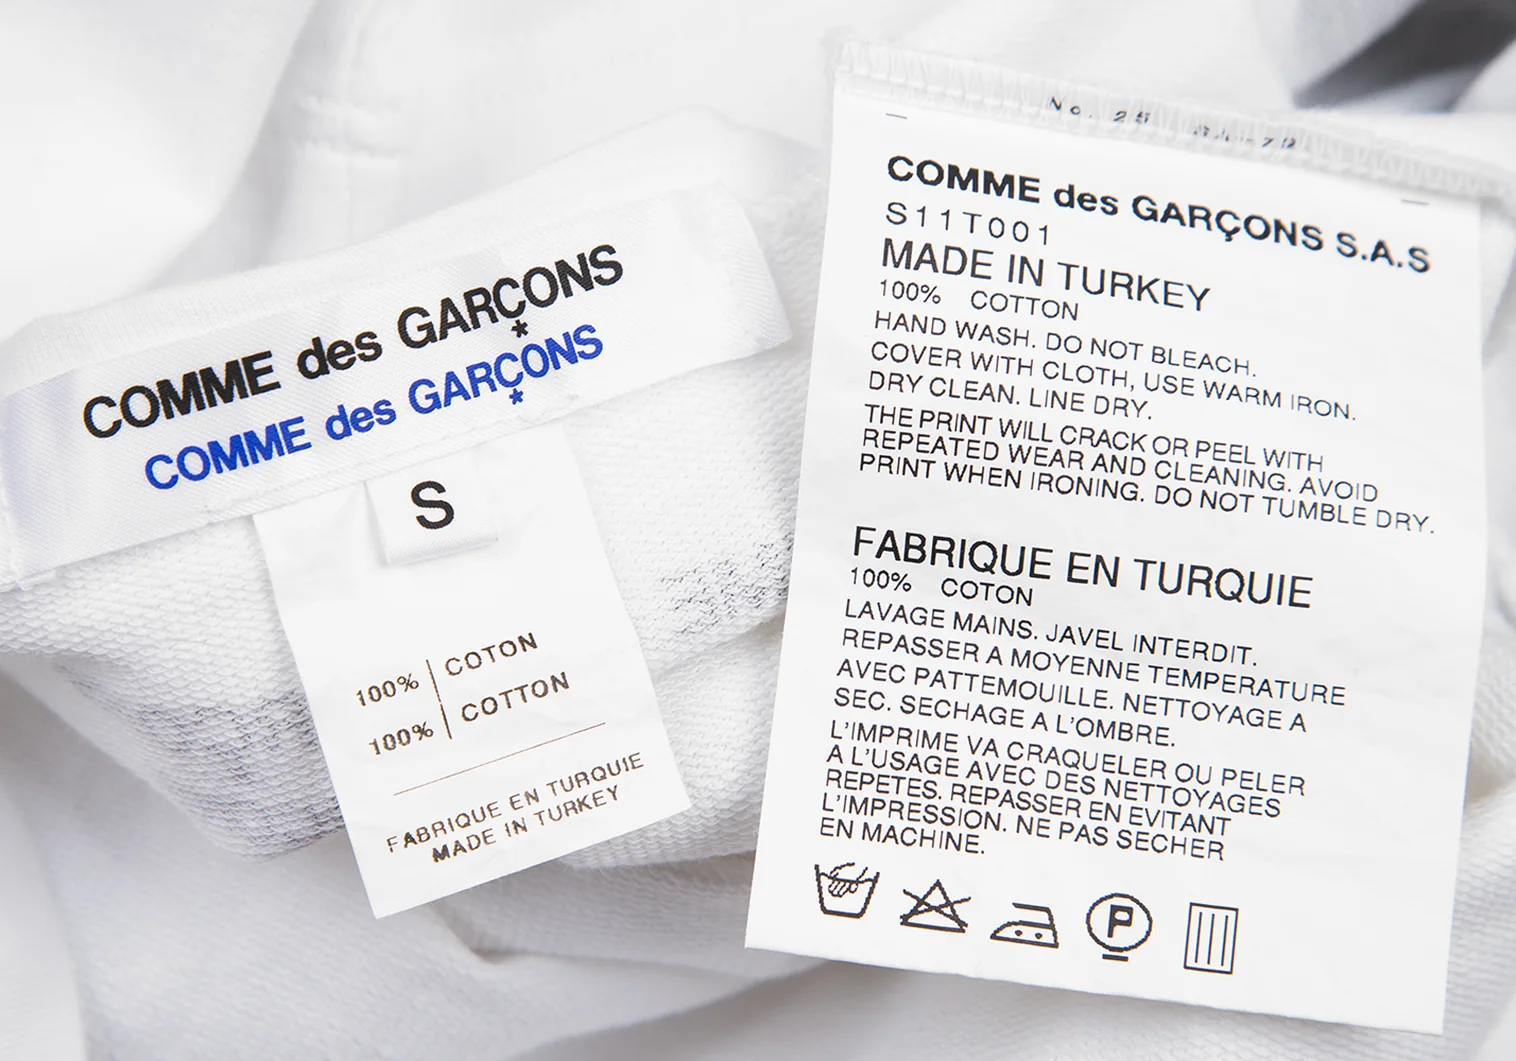 COMME des GARÇONS
*
COMME des GARÇONS
*
S
100% | COTON
100% | COTTON
FABRIQUE EN TURQUIE
MADE IN TURKEY
No. 25
COMME des GARÇONS S.A.S
S11T001
MADE IN TURKEY
100% COTTON
HAND WASH. DO NOT BLEACH.
COVER WITH CLOTH, USE WARM IRON.
DRY CLEAN. LINE DRY.
THE PRINT WILL CRACK OR PEEL WITH
REPEATED WEAR AND CLEANING. AVOID
PRINT WHEN IRONING. DO NOT TUMBLE DRY.
FABRIQUE EN TURQUIE
100% COTON
LAVAGE MAINS. JAVEL INTERDIT.
REPASSER A MOYENNE TEMPERATURE
AVEC PATTEMOUILLE. NETTOYAGE A
SEC. SECHAGE A L'OMBRE.
L'IMPRIME VA CRAQUELER OU PELER
A L'USAGE AVEC DES NETTOYAGES
REPETES. REPASSER EN EVITANT
L'IMPRESSION. NE PAS SECHER
EN MACHINE.
P